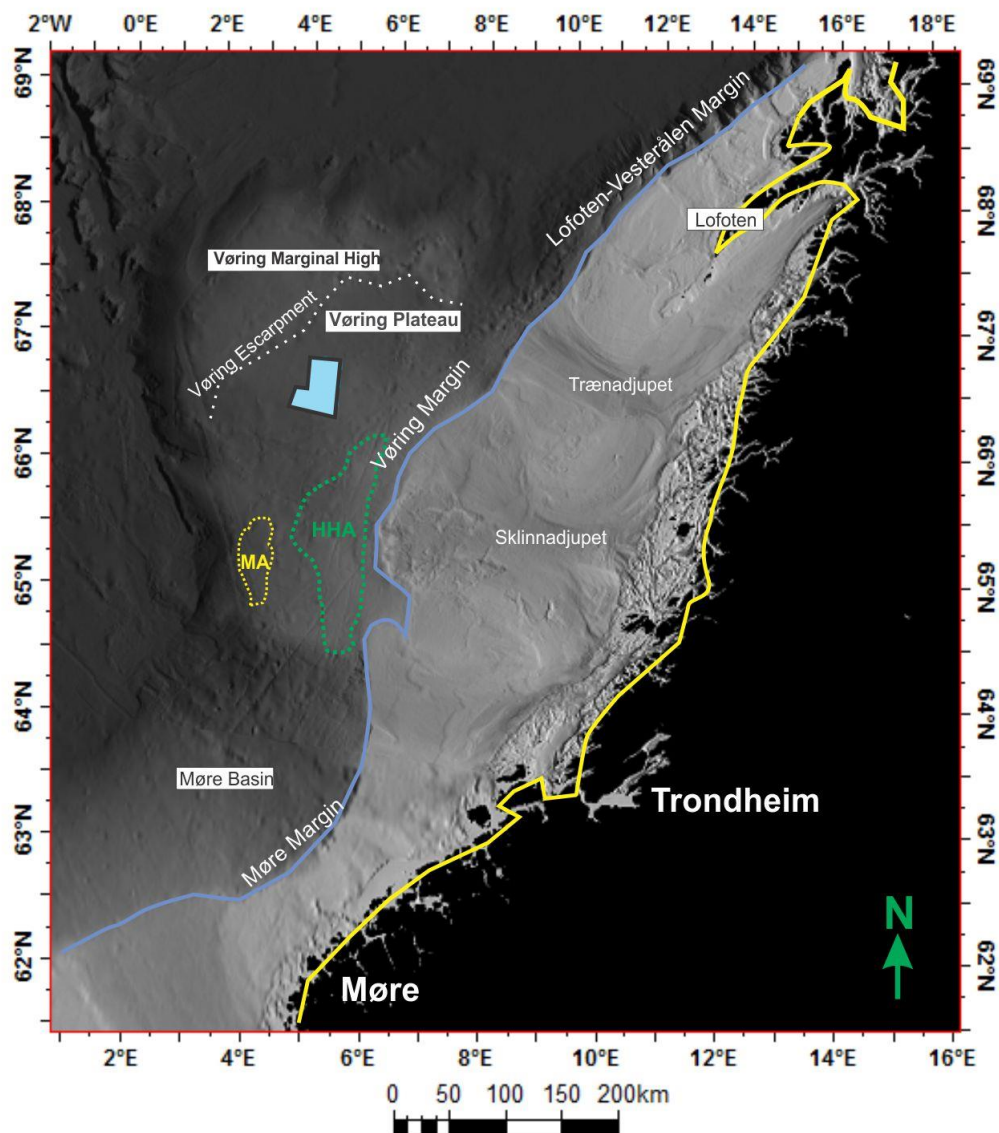 2°W 0°E 2°E 4°E 6°E 8°E 10°E 12°E 14°E 16°E 18°E
69°N 69°N
68°N 68°N
67°N 67°N
66°N 66°N
65°N 65°N
64°N 64°N
63°N 63°N
62°N 62°N
Lofoten-Vesterålen Margin
Lofoten
Vøring Marginal High
Vøring Escarpment
Vøring Plateau
Trænadjupet
Vøring Margin
HHA
Sklinnadjupet
MA
Møre Basin
Trondheim
Møre Margin
N
Møre
2°E 4°E 6°E 8°E 10°E 12°E 14°E 16°E
0 50 100 150 200km